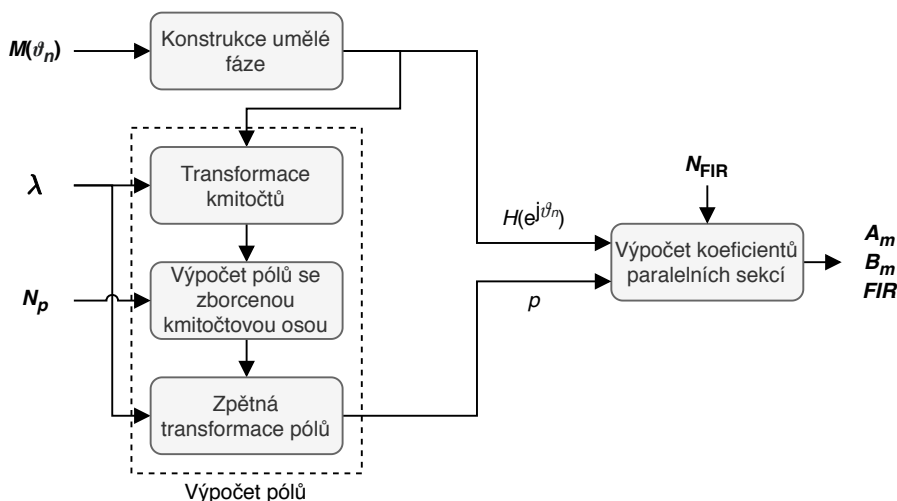 M(ϑn)
Konstrukce umělé
fáze
λ
Transformace
kmitočtů
Np
Výpočet pólů se
zborcenou
kmitočtovou osou
Zpětná
transformace pólů
Výpočet pólů
H(e^jϑn)
p
NFIR
Výpočet koeficientů
paralelních sekcí
Am
Bm
FIR